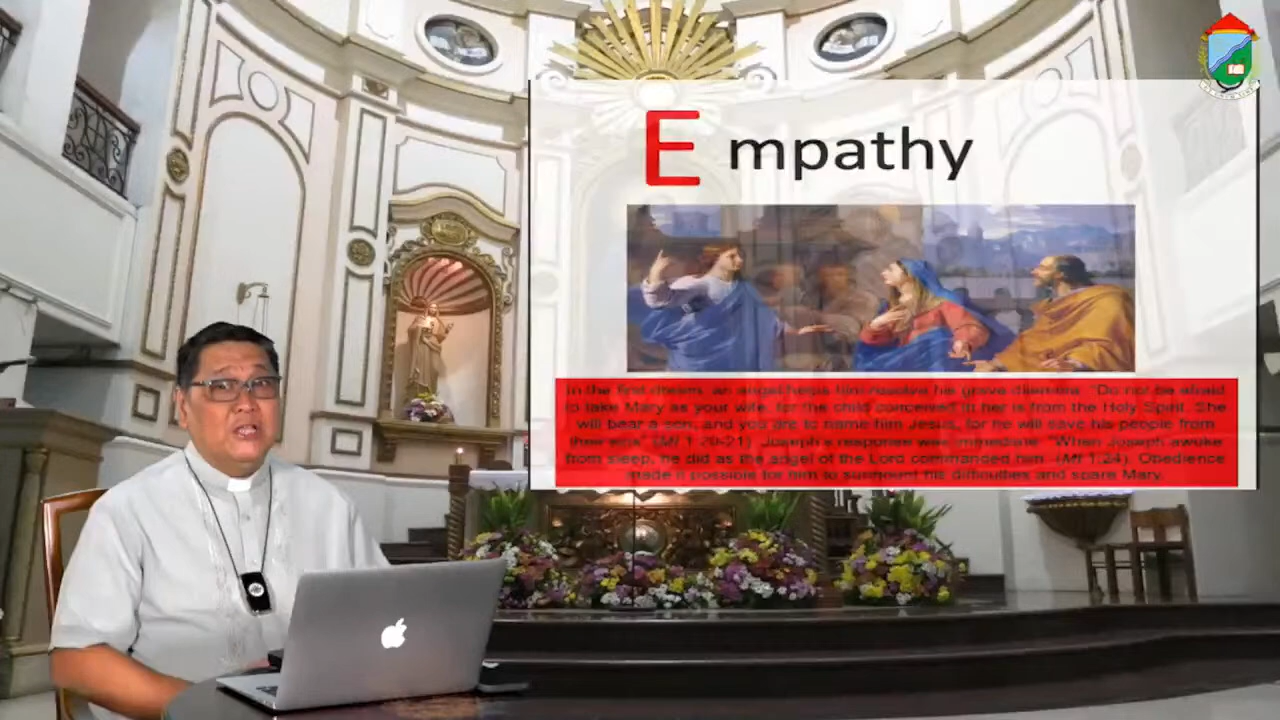 E mpathy
In the first dream, an angel helps him resolve his grave dilemma: "Do not be afraid
to take Mary as your wife, for the child conceived in her is from the Holy Spirit. She
will bear a son, and you are to name him Jesus, for he will save his people from
their sins" (Mt 1:20-21). Joseph's response was immediate: "When Joseph awoke
from sleep, he did as the angel of the Lord commanded him" (Mt 1:24). Obedience
made it possible for him to surmount his difficulties and spare Mary.